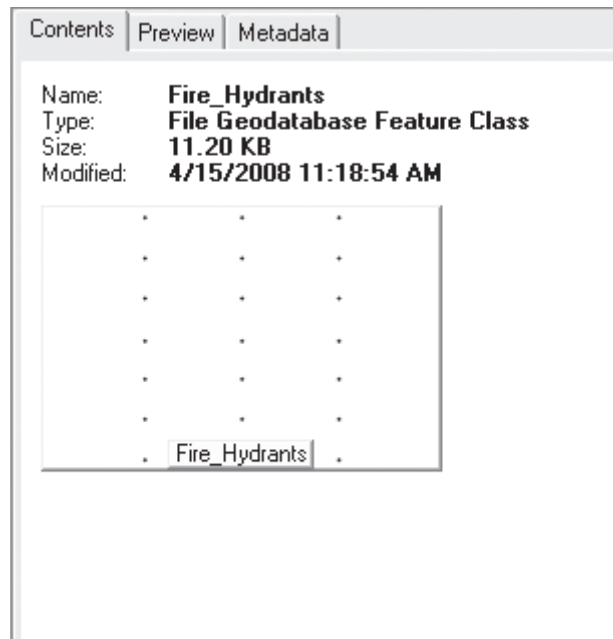 Contents Preview Metadata
Name: Fire_Hydrants
Type: File Geodatabase Feature Class
Size: 11.20 KB
Modified: 4/15/2008 11:18:54 AM
Fire_Hydrants